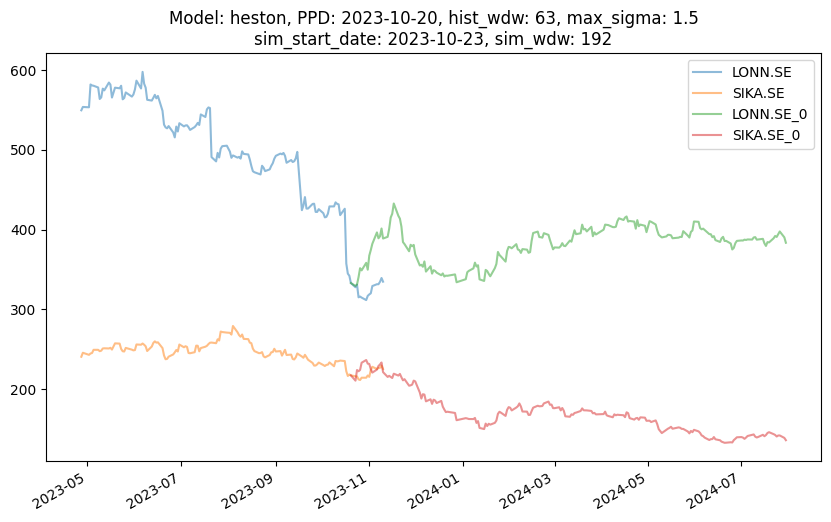 Model: heston, PPD: 2023-10-20, hist_wdw: 63, max_sigma: 1.5
sim_start_date: 2023-10-23, sim_wdw: 192
LONN.SE
SIKA.SE
LONN.SE_0
SIKA.SE_0
600
500
400
300
200
2023-05
2023-07
2023-09
2023-11
2024-01
2024-03
2024-05
2024-07